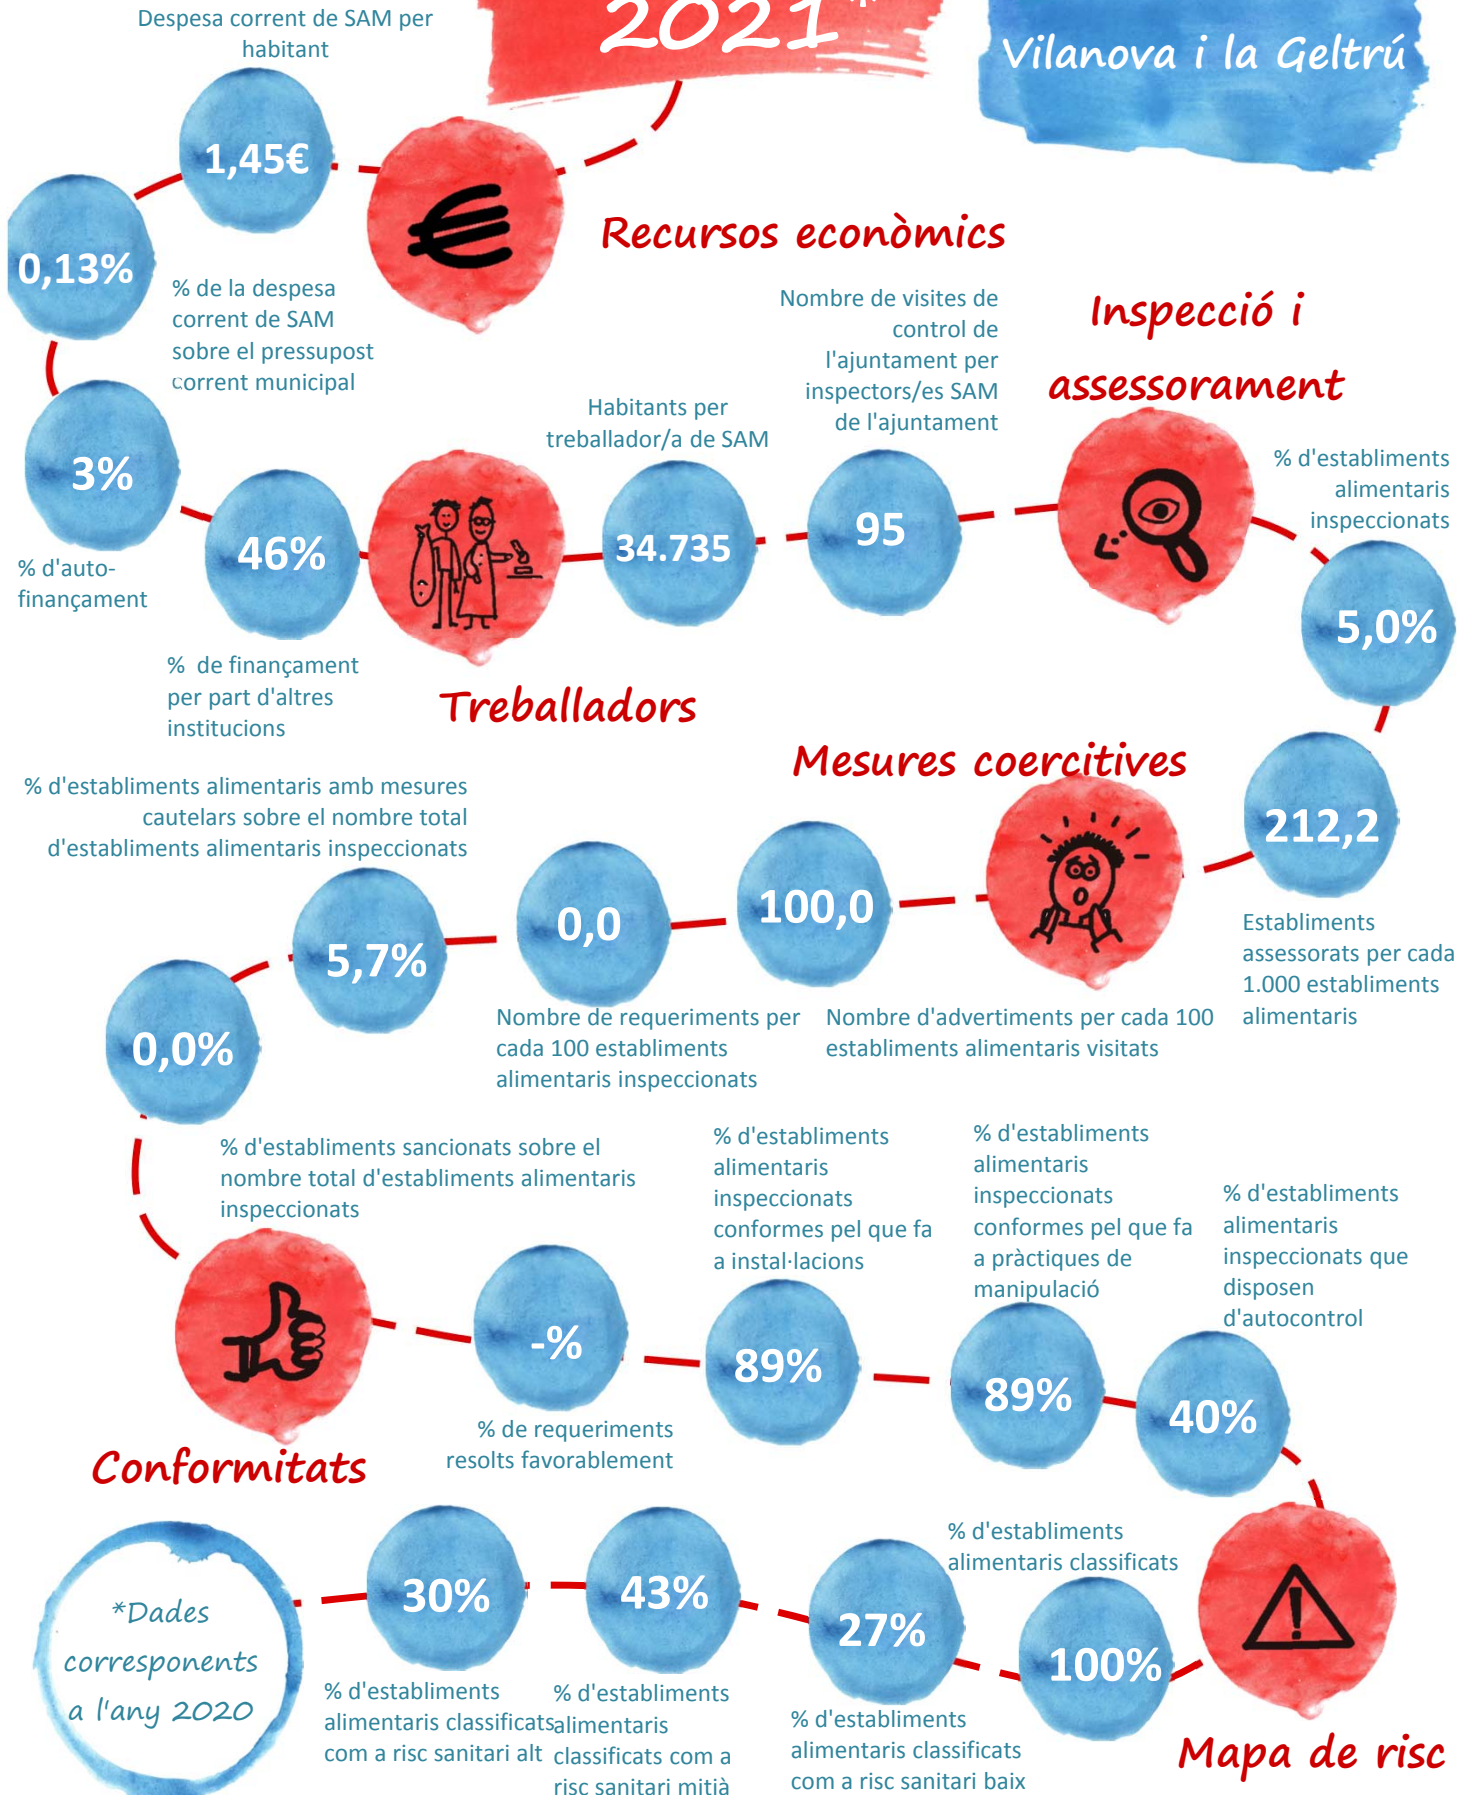 2021*
Vilanova i la Geltrú
Despesa corrent de SAM per
habitant
1,45€
Recursos econòmics
0,13%
% de la despesa
corrent de SAM
sobre el pressupost
corrent municipal
3%
% d'auto-
finançament
46%
% de finançament
per part d'altres
institucions
Treballadors
Habitants per
treballador/a de SAM
34.735
Nombre de visites de
control de
l'ajuntament per
inspectors/es SAM
de l'ajuntament
95
Inspecció i
assessorament
% d'establiments
alimentaris
inspeccionats
5,0%
212,2
Establiments
assessorats per cada
1.000 establiments
alimentaris
Mesures coercitives
100,0
Nombre d'advertiments per cada 100
establiments alimentaris visitats
0,0
Nombre de requeriments per
cada 100 establiments
alimentaris inspeccionats
% d'establiments alimentaris amb mesures
cautelars sobre el nombre total
d'establiments alimentaris inspeccionats
5,7%
0,0%
% d'establiments sancionats sobre el
nombre total d'establiments alimentaris
inspeccionats
Conformitats
-%
% de requeriments
resolts favorablement
% d'establiments
alimentaris
inspeccionats
conformes pel que fa
a instal·lacions
89%
% d'establiments
alimentaris
inspeccionats
conformes pel que fa
a pràctiques de
manipulació
89%
% d'establiments
alimentaris
inspeccionats que
disposen
d'autocontrol
40%
Mapa de risc
% d'establiments
alimentaris classificats
100%
27%
% d'establiments
alimentaris classificats
com a risc sanitari baix
43%
% d'establiments
alimentaris
classificats com a
risc sanitari mitjà
30%
% d'establiments
alimentaris classificats
com a risc sanitari alt
*Dades
corresponents
a l'any 2020